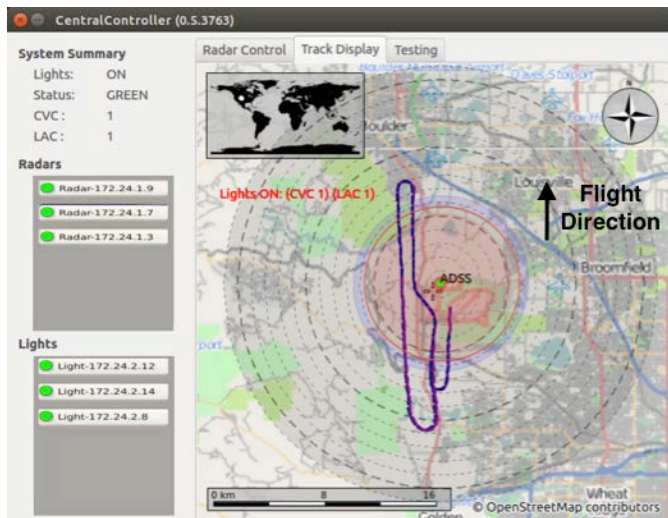 CentralController (0.5.3763)
System Summary
Lights: ON
Status: GREEN
CVC : 1
LAC : 1
Radars
Radar-172.24.1.9
Radar-172.24.1.7
Radar-172.24.1.3
Lights
Light-172.24.2.12
Light-172.24.2.14
Light-172.24.2.8
Radar Control Track Display Testing
N
Boulder
Lights ON: (CVC 1) (LAC 1)
Louisville
Flight
Direction
Broomfield
ADSS
0 km 8 16
Wheat
Golden
© OpenStreetMap contributors